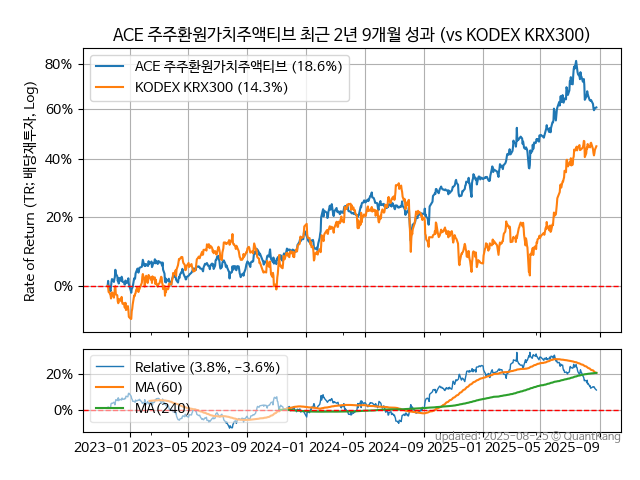 ACE 주주환원가치주액티브 최근 2년 9개월 성과 (vs KODEX KRX300)
Rate of Return (TR: 배당재투자, Log)
80%
60%
40%
20%
0%
ACE 주주환원가치주액티브 (18.6%)
KODEX KRX300 (14.3%)
20%
0%
Relative (3.8%, −3.6%)
MA(60)
MA(240)
updated: 2025-08-25 © QuantKang
2023-01 2023-05 2023-09 2024-01 2024-05 2024-09 2025-01 2025-05 2025-09